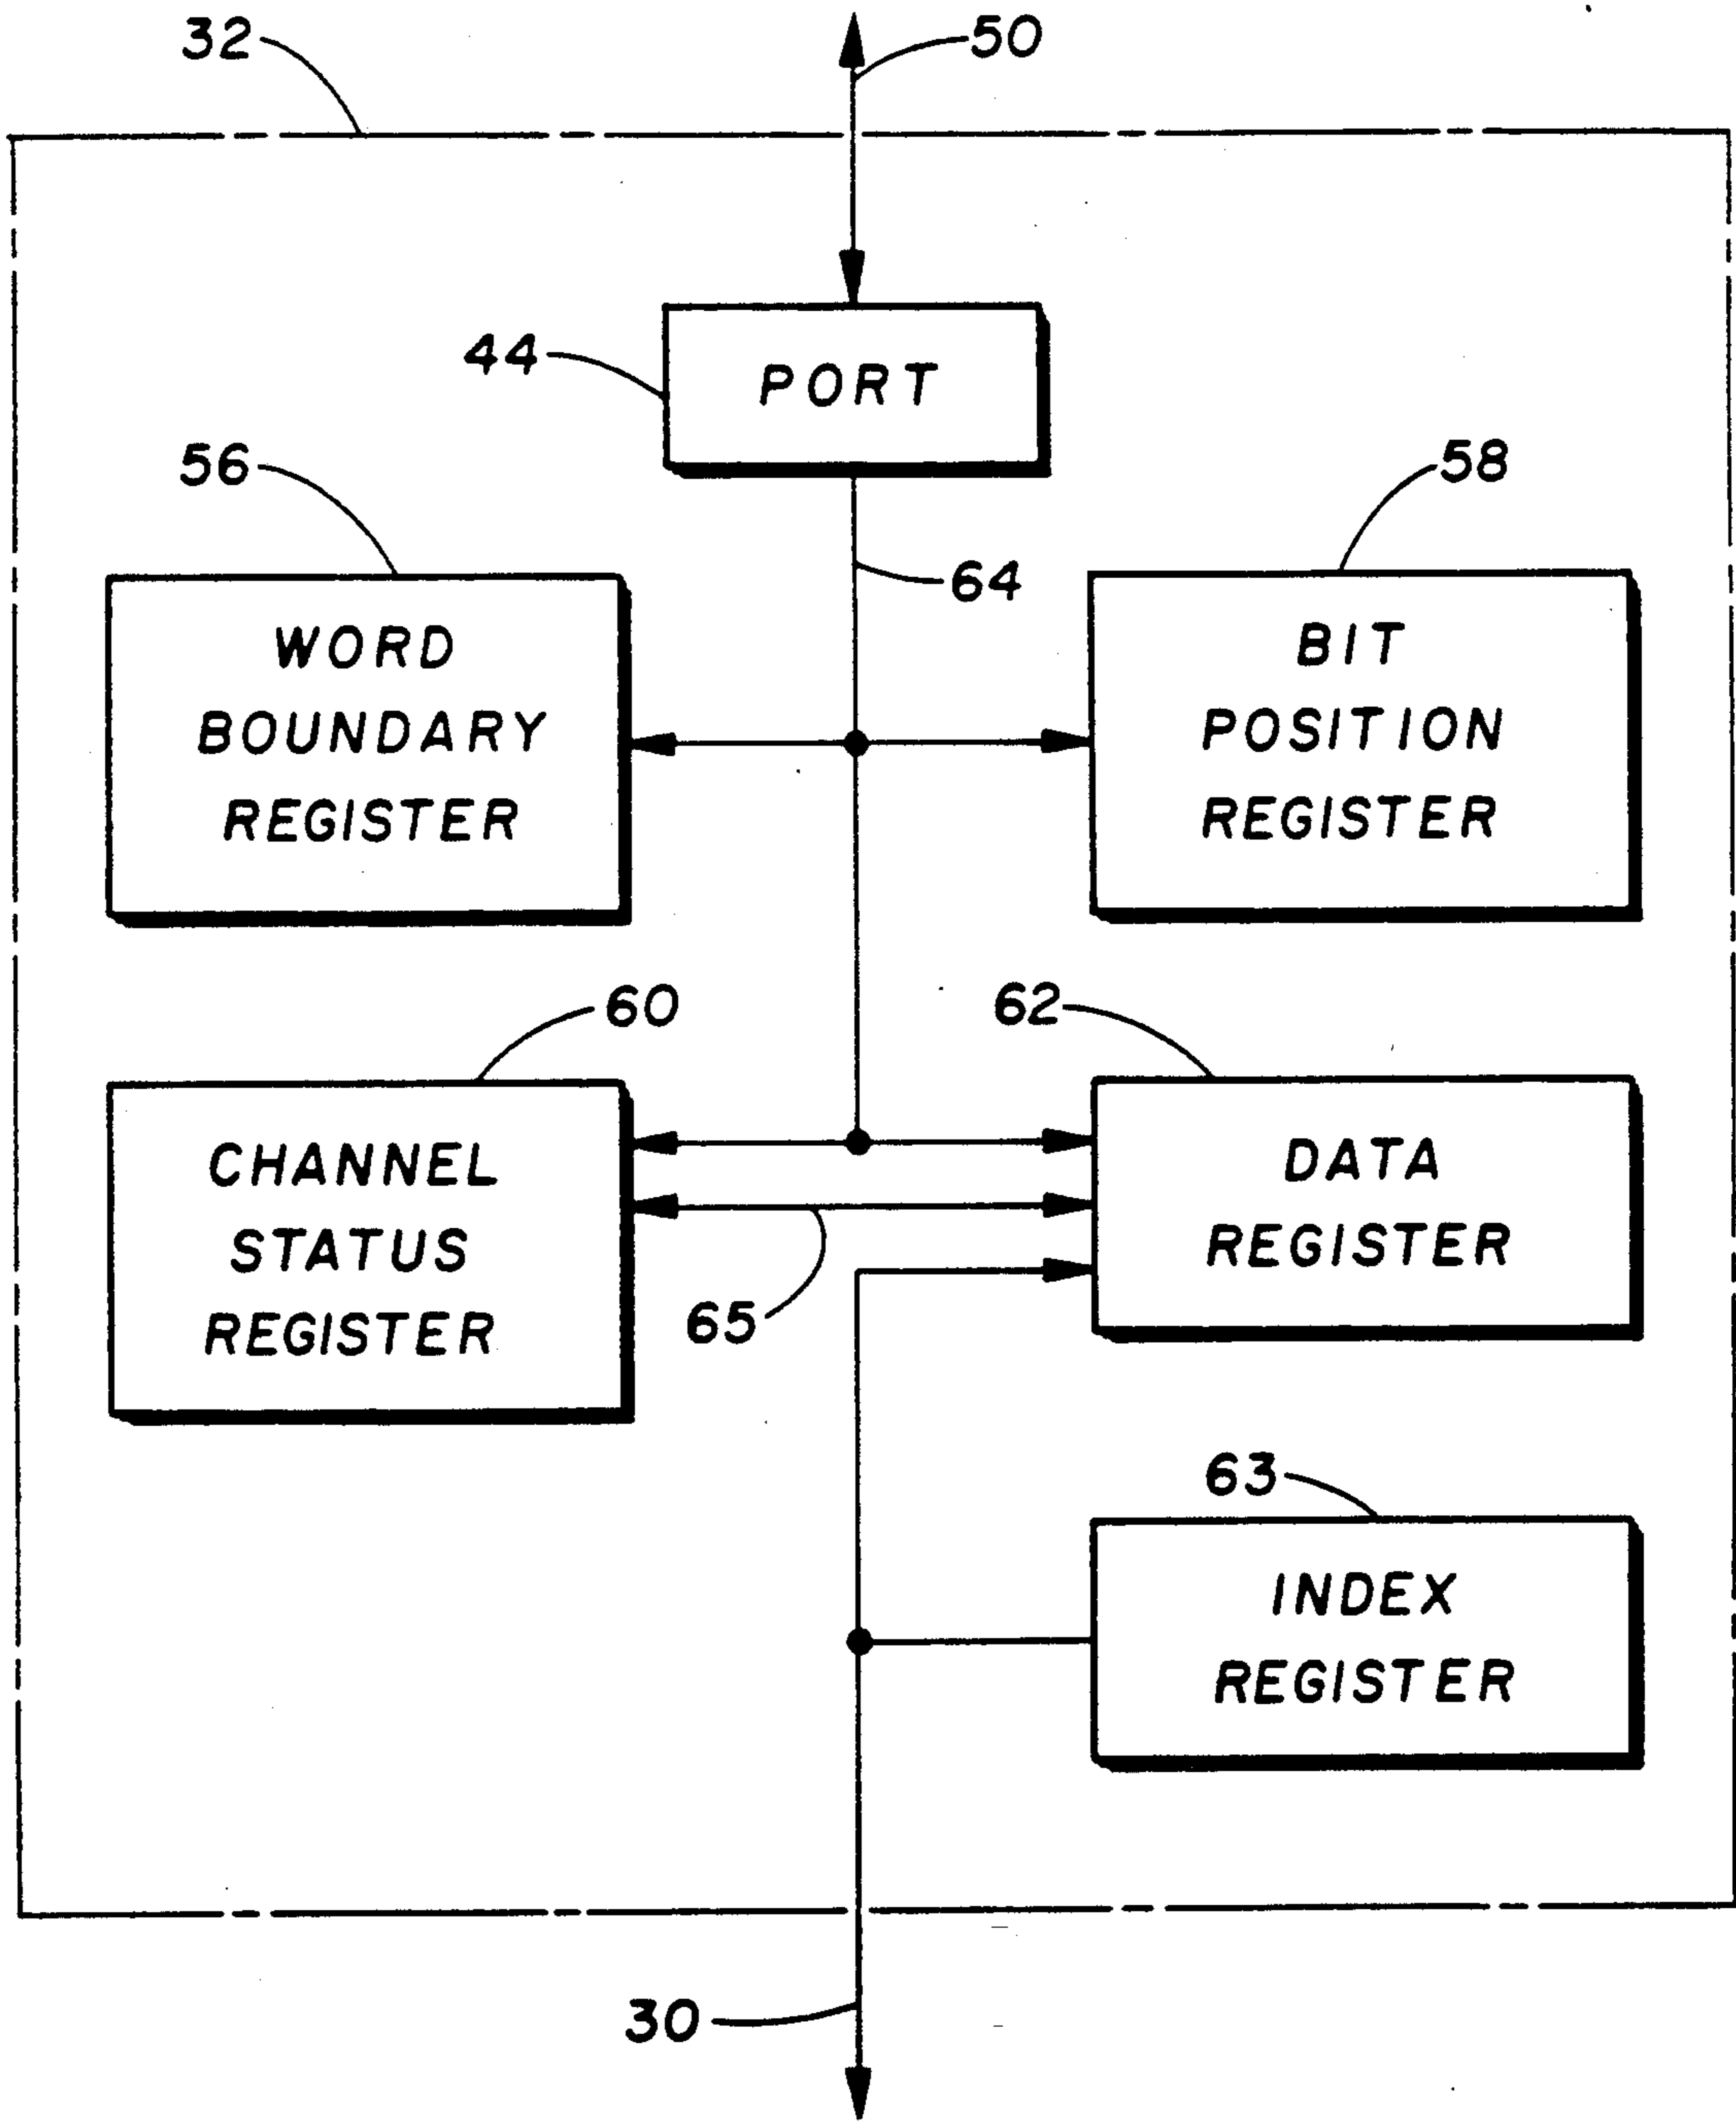 32
50
44
PORT
56
58
64
WORD
BOUNDARY
REGISTER
BIT
POSITION
REGISTER
60
62
CHANNEL
STATUS
REGISTER
DATA
REGISTER
65
63
INDEX
REGISTER
30